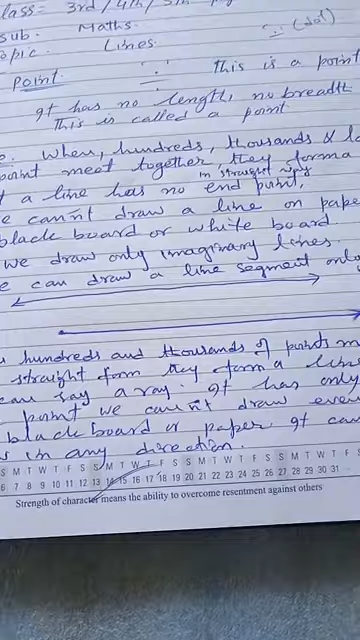 Class= 3rd/4th/5th
Sub. Maths
Topic Lines
∵ (dot)
Point. this is a point
It has no length, no breadth
This is called a point
When, hundreds, thousands &
point meet together, they form a
in straight way
a line has no end point,
can't draw a line on pape
black board or white board.
we draw only imaginary lines.
can draw a line segment only
hundreds and thousands of points m
straight form they form a line
can say a ray. It has only
point we can't draw even
black board or paper It can
in any direction.
S M T W T F S S M T W T F S S M T W T F S S M T W T F S S M T W T F S S M
6 7 8 9 10 11 12 13 14 15 16 17 18 19 20 21 22 23 24 25 26 27 28 29 30 31
Strength of character means the ability to overcome resentment against others